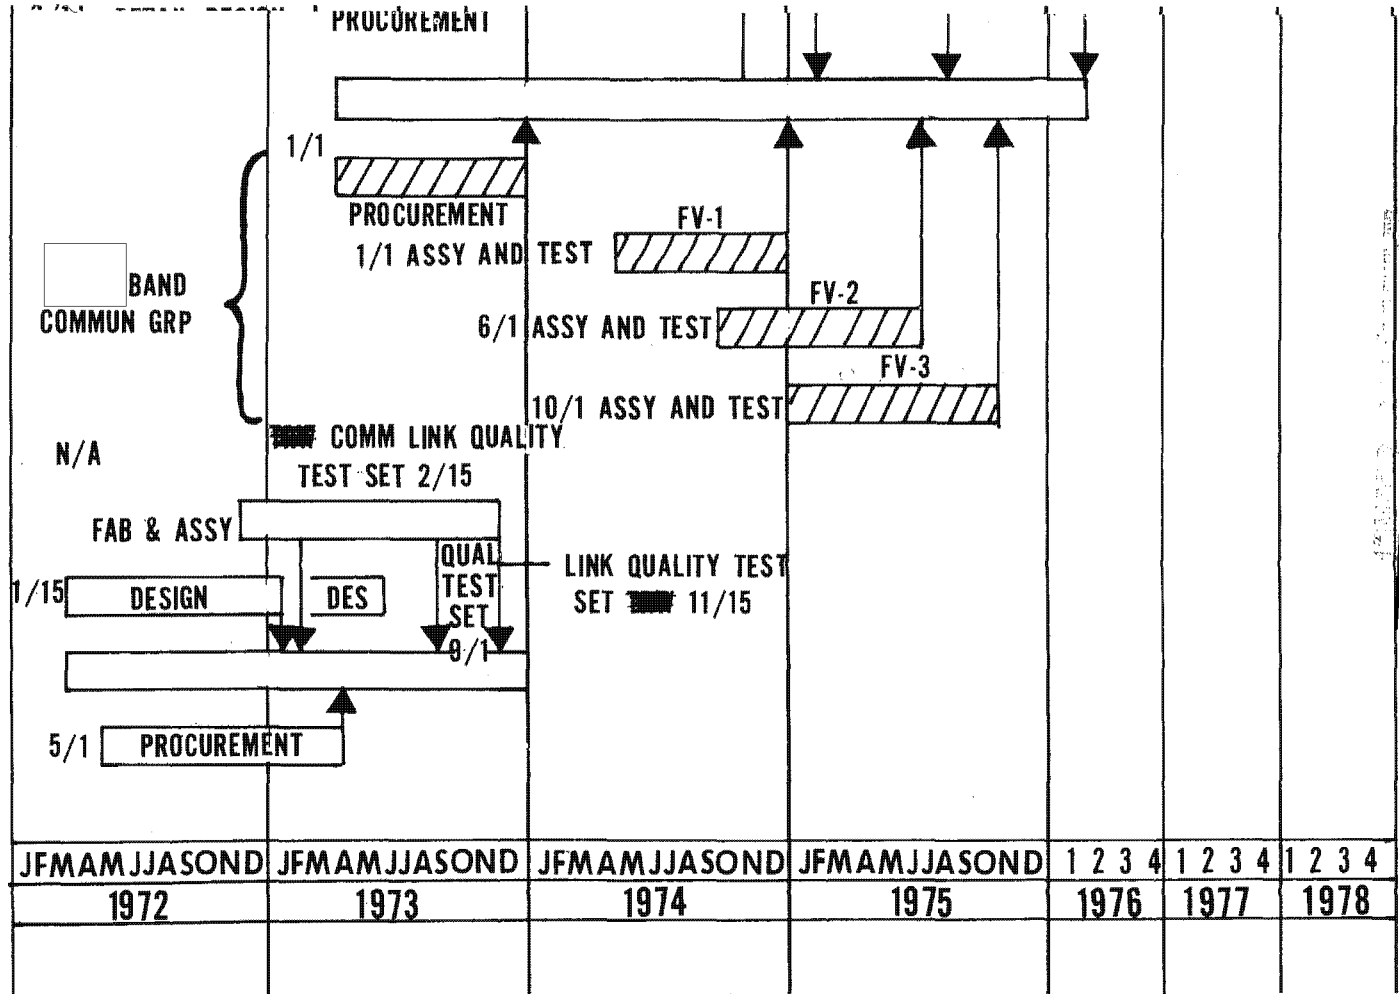 PROCUREMENT
1/1
PROCUREMENT
FV-1
1/1 ASSY AND TEST
BAND
COMMUN GRP
FV-2
6/1 ASSY AND TEST
FV-3
10/1 ASSY AND TEST
N/A
COMM LINK QUALITY
TEST SET 2/15
FAB & ASSY
QUAL
TEST
SET
9/1
LINK QUALITY TEST
SET 11/15
1/15
DESIGN
DES
5/1
PROCUREMENT
JFMAMJJASOND JFMAMJJASOND JFMAMJJASOND JFMAMJJASOND 1 2 3 4 1 2 3 4 1 2 3 4
1972 1973 1974 1975 1976 1977 1978